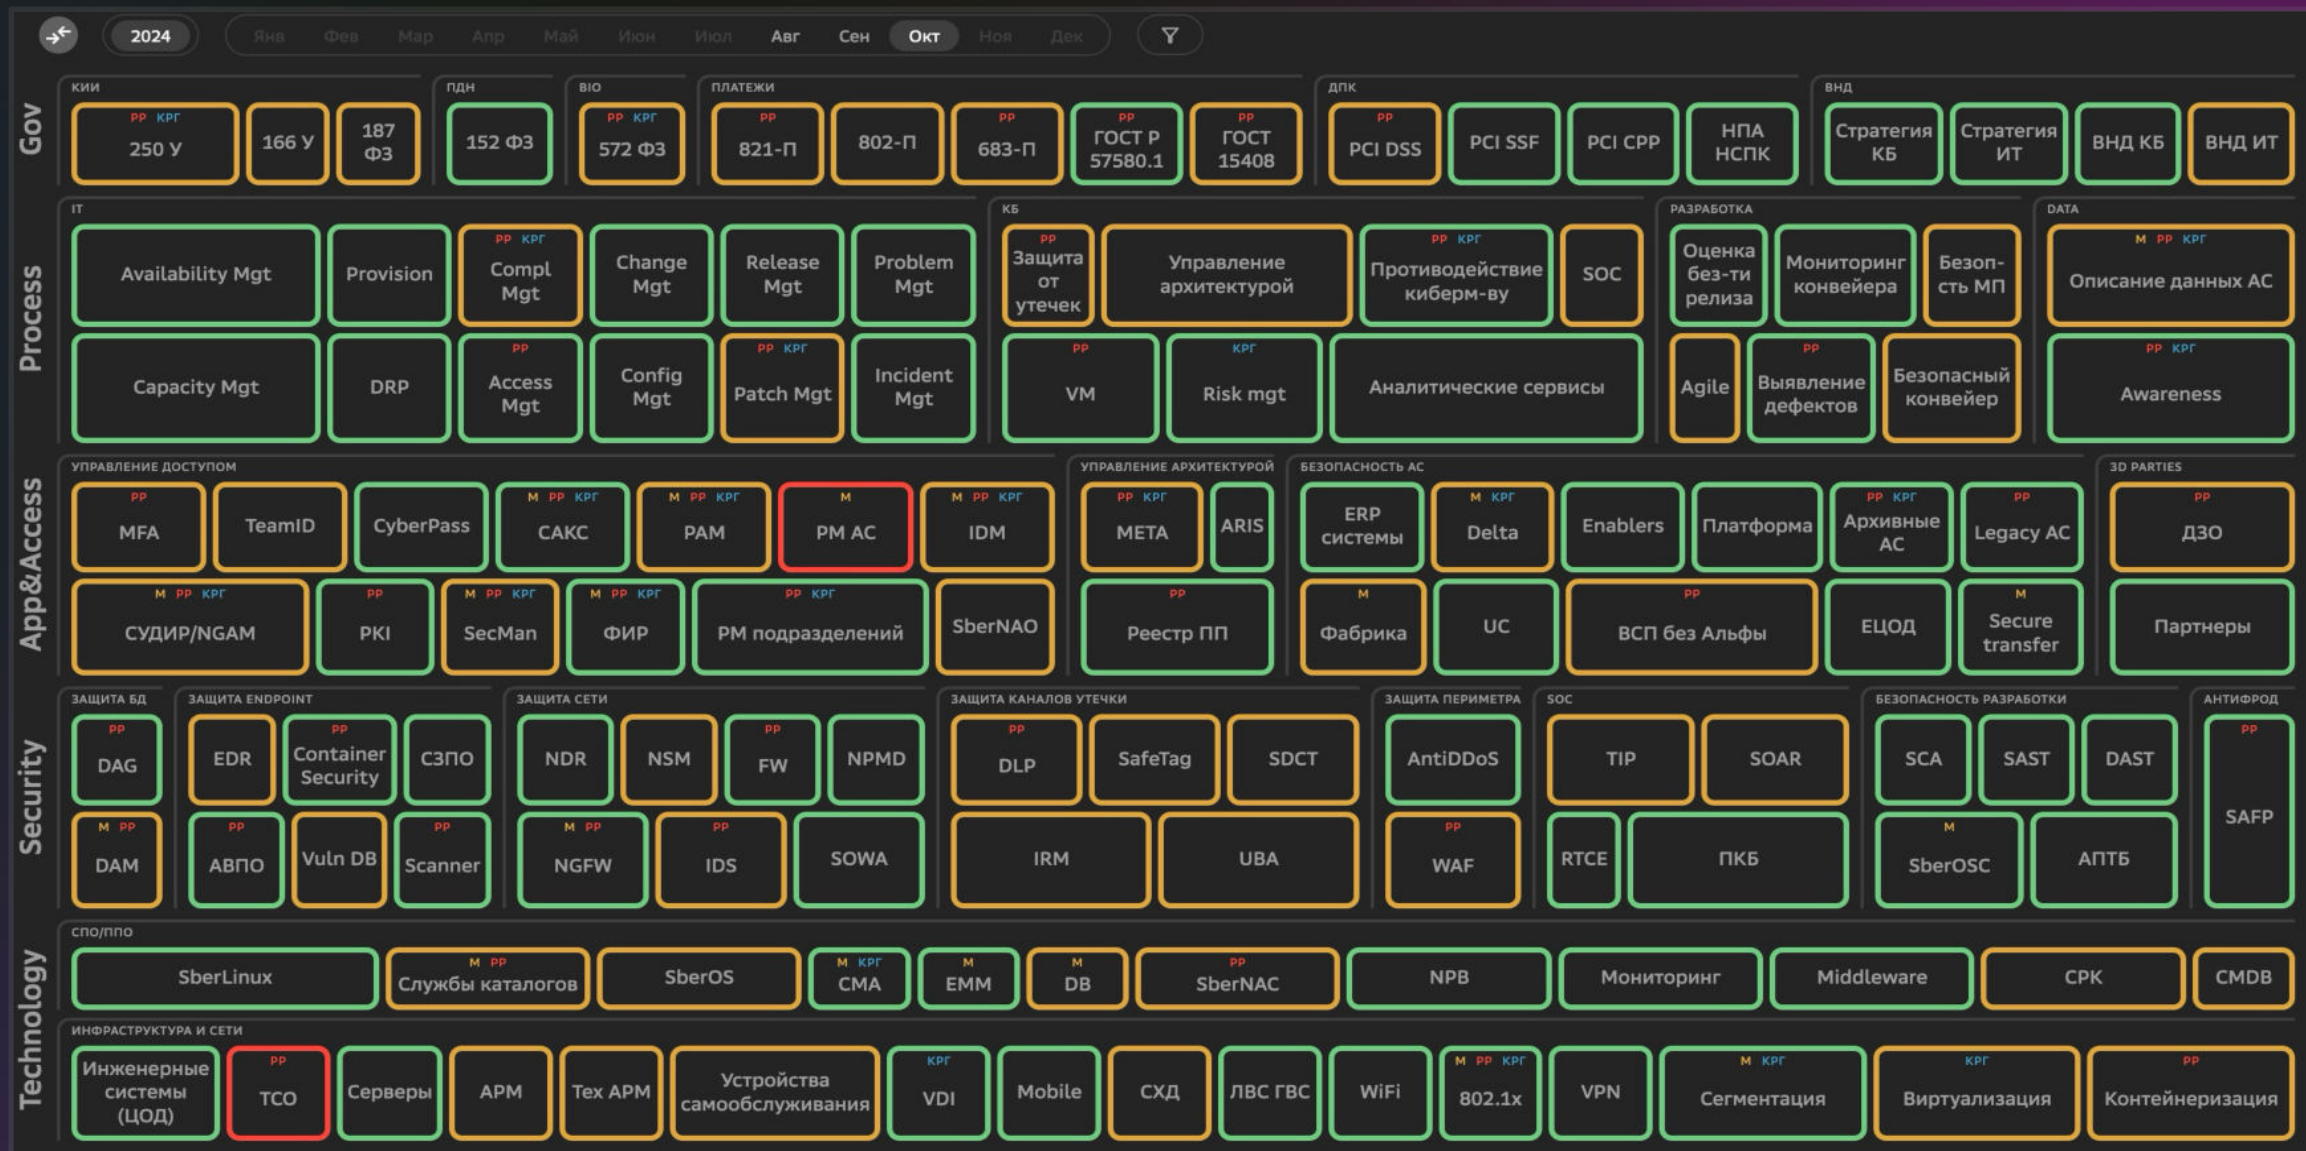 2024 Янв Фев Мар Апр Май Июн Июл Авг Сен Окт Ноя Дек
Gov
КИИ
РР КРГ
250 У
166 У
187
ФЗ
ПДН
152 ФЗ
BIO
РР КРГ
572 ФЗ
ПЛАТЕЖИ
РР
821-П
802-П
РР
683-П
РР
ГОСТ Р
57580.1
РР
ГОСТ
15408
ДПК
РР
PCI DSS
PCI SSF
PCI CPP
НПА
НСПК
ВНД
Стратегия
КБ
Стратегия
ИТ
ВНД КБ
ВНД ИТ
Process
IT
Availability Mgt
Provision
РР КРГ
Compl
Mgt
Change
Mgt
Release
Mgt
Problem
Mgt
Capacity Mgt
DRP
РР
Access
Mgt
Config
Mgt
РР КРГ
Patch Mgt
Incident
Mgt
КБ
РР
Защита
от
утечек
Управление
архитектурой
РР КРГ
Противодействие
киберм-ву
SOC
РР
VM
КРГ
Risk mgt
Аналитические сервисы
РАЗРАБОТКА
Оценка
без-ти
релиза
Мониторинг
конвейера
Безоп-
сть МП
Agile
РР
Выявление
дефектов
Безопасный
конвейер
DATA
М РР КРГ
Описание данных АС
РР КРГ
Awareness
App&Access
УПРАВЛЕНИЕ ДОСТУПОМ
РР
MFA
TeamID
CyberPass
М РР КРГ
САКС
М РР КРГ
PAM
М
РМ АС
М РР КРГ
IDM
М РР КРГ
СУДИР/NGAM
РР
PKI
М РР КРГ
SecMan
М РР КРГ
ФИР
РР КРГ
РМ подразделений
SberNAO
УПРАВЛЕНИЕ АРХИТЕКТУРОЙ
РР КРГ
META
ARIS
РР
Реестр ПП
БЕЗОПАСНОСТЬ АС
ERP
системы
М КРГ
Delta
Enablers
Платформа
РР КРГ
Архивные
АС
РР
Legacy АС
М
Фабрика
UC
РР
ВСП без Альфы
ЕЦОД
М
Secure
transfer
3D PARTIES
РР
ДЗО
Партнеры
Security
ЗАЩИТА БД
РР
DAG
М РР
DAM
ЗАЩИТА ENDPOINT
EDR
РР
Container
Security
СЗПО
РР
АВПО
Vuln DB
РР
Scanner
ЗАЩИТА СЕТИ
NDR
NSM
РР
FW
NPMD
М РР
NGFW
РР
IDS
SOWA
ЗАЩИТА КАНАЛОВ УТЕЧКИ
РР
DLP
SafeTag
SDCT
IRM
UBA
ЗАЩИТА ПЕРИМЕТРА
AntiDDoS
РР
WAF
SOC
TIP
SOAR
RTCE
ПКБ
БЕЗОПАСНОСТЬ РАЗРАБОТКИ
SCA
SAST
DAST
М
SberOSC
АПТБ
АНТИФРОД
РР
SAFP
Technology
СПО/ППО
SberLinux
М РР
Службы каталогов
SberOS
М КРГ
CMA
М
EMM
М
DB
РР
SberNAC
NPB
Мониторинг
Middleware
СРК
CMDB
ИНФРАСТРУКТУРА И СЕТИ
Инженерные
системы
(ЦОД)
РР
ТСО
Серверы
АРМ
Тех АРМ
Устройства
самообслуживания
КРГ
VDI
Mobile
СХД
ЛВС ГВС
WiFi
М РР КРГ
802.1x
VPN
М КРГ
Сегментация
КРГ
Виртуализация
РР
Контейнеризация